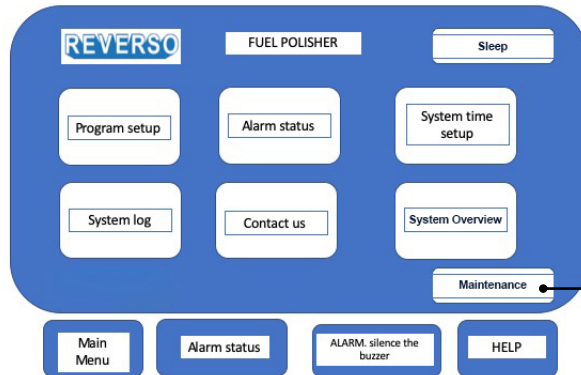 REVERSO
FUEL POLISHER
Sleep
Program setup
Alarm status
System time
setup
System log
Contact us
System Overview
Maintenance
Main
Menu
Alarm status
ALARM. silence the
buzzer
HELP